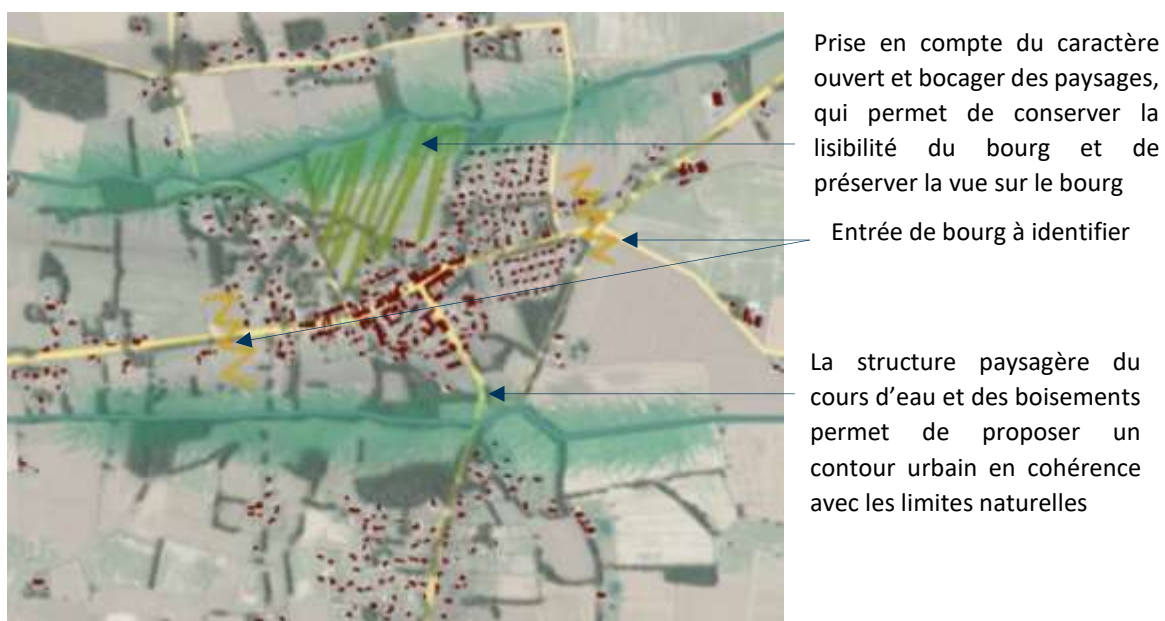 Prise en compte du caractère
ouvert et bocager des paysages,
qui permet de conserver la
lisibilité du bourg et de
préserver la vue sur le bourg
Entrée de bourg à identifier
La structure paysagère du
cours d’eau et des boisements
permet de proposer un
contour urbain en cohérence
avec les limites naturelles